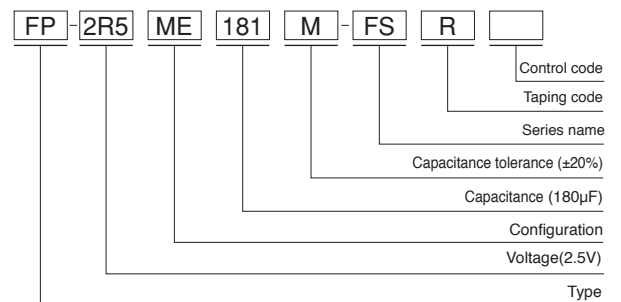 FP-2R5 ME 181 M-FS R
Control code
Taping code
Series name
Capacitance tolerance (±20%)
Capacitance (180µF)
Configuration
Voltage(2.5V)
Type